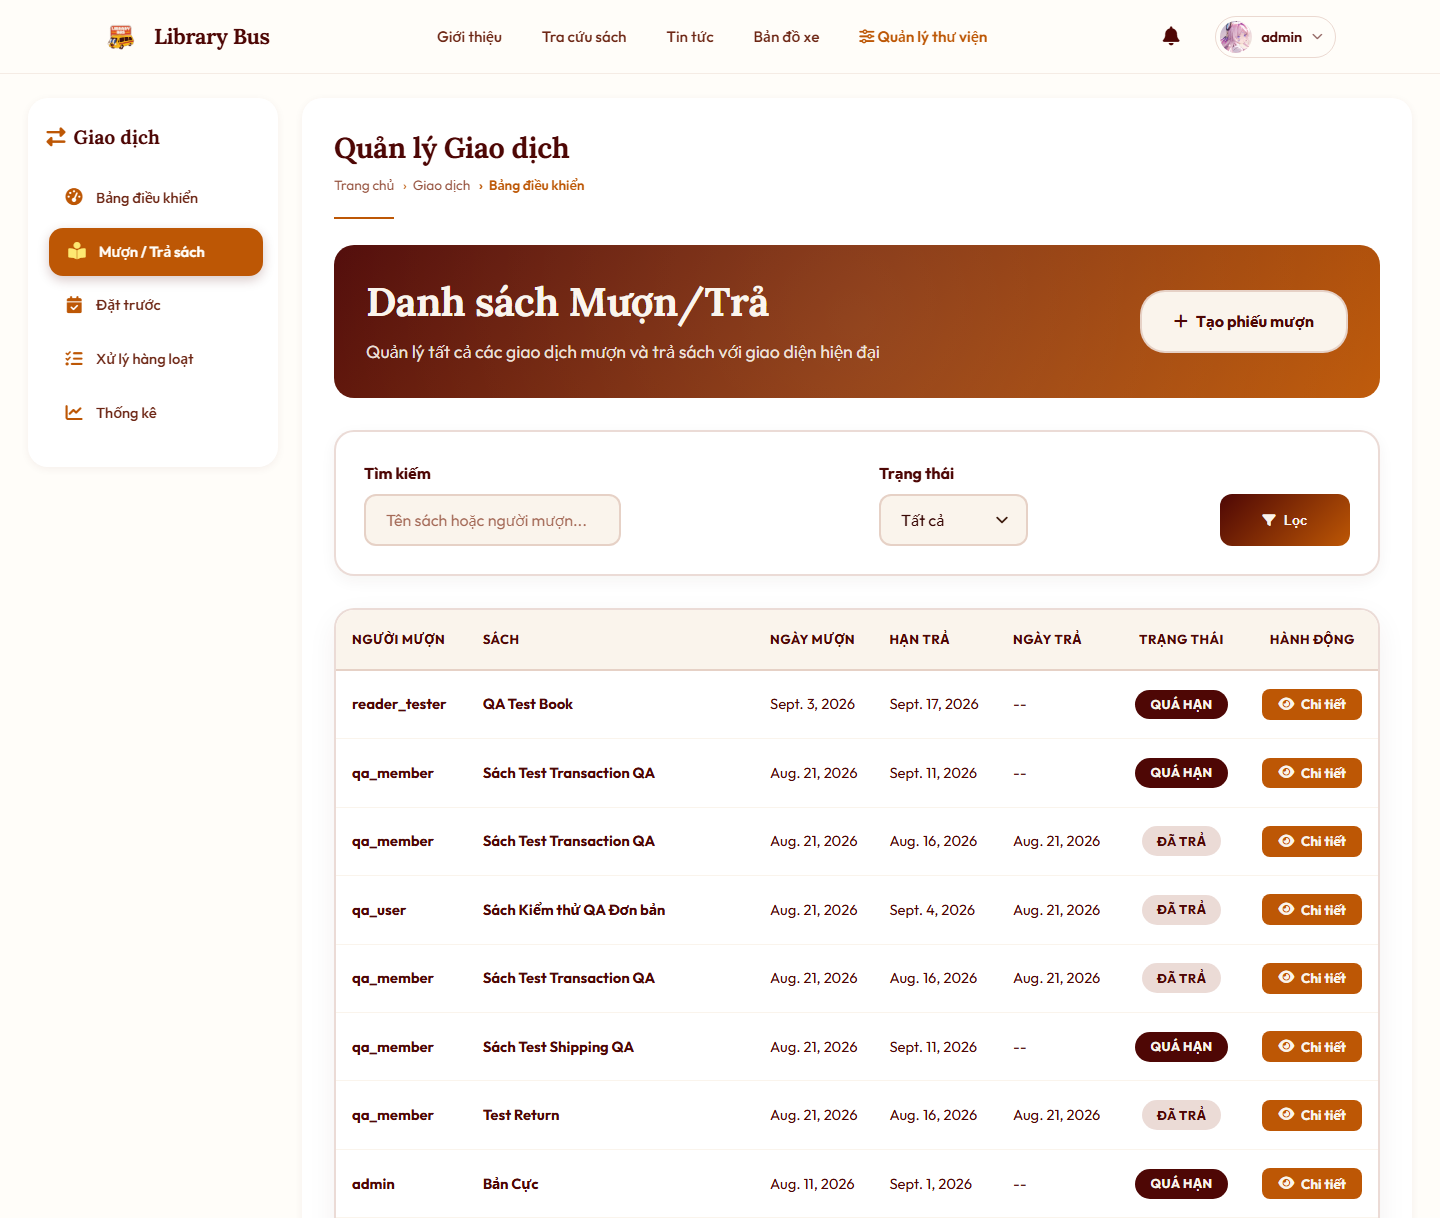 Library Bus
Giới thiệu
Tra cứu sách
Tin tức
Bản đồ xe
Quản lý thư viện
admin
Giao dịch
Bảng điều khiển
Mượn / Trả sách
Đặt trước
Xử lý hàng loạt
Thống kê
Quản lý Giao dịch
Trang chủ › Giao dịch › Bảng điều khiển
Danh sách Mượn/Trả
Quản lý tất cả các giao dịch mượn và trả sách với giao diện hiện đại
+ Tạo phiếu mượn
Tìm kiếm
Tên sách hoặc người mượn...
Trạng thái
Tất cả
Lọc
NGƯỜI MƯỢN SÁCH NGÀY MƯỢN HẠN TRẢ NGÀY TRẢ TRẠNG THÁI HÀNH ĐỘNG
reader_tester QA Test Book Sept. 3, 2026 Sept. 17, 2026 -- QUÁ HẠN Chi tiết
qa_member Sách Test Transaction QA Aug. 21, 2026 Sept. 11, 2026 -- QUÁ HẠN Chi tiết
qa_member Sách Test Transaction QA Aug. 21, 2026 Aug. 16, 2026 Aug. 21, 2026 ĐÃ TRẢ Chi tiết
qa_user Sách Kiểm thử QA Đơn bản Aug. 21, 2026 Sept. 4, 2026 Aug. 21, 2026 ĐÃ TRẢ Chi tiết
qa_member Sách Test Transaction QA Aug. 21, 2026 Aug. 16, 2026 Aug. 21, 2026 ĐÃ TRẢ Chi tiết
qa_member Sách Test Shipping QA Aug. 21, 2026 Sept. 11, 2026 -- QUÁ HẠN Chi tiết
qa_member Test Return Aug. 21, 2026 Aug. 16, 2026 Aug. 21, 2026 ĐÃ TRẢ Chi tiết
admin Bản Cực Aug. 11, 2026 Sept. 1, 2026 -- QUÁ HẠN Chi tiết